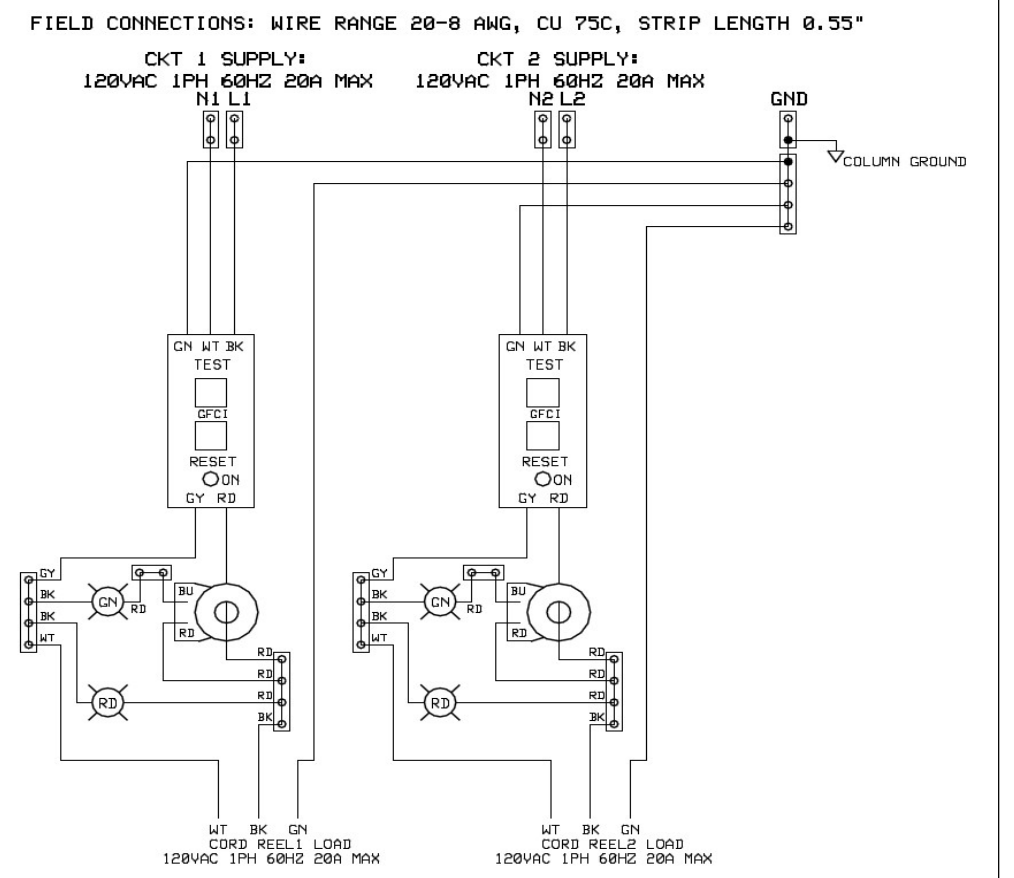 FIELD CONNECTIONS: WIRE RANGE 20-8 AWG, CU 75C, STRIP LENGTH 0.55"
CKT 1 SUPPLY:
120VAC 1PH 60HZ 20A MAX
N1 L1
CKT 2 SUPPLY:
120VAC 1PH 60HZ 20A MAX
N2 L2
GND
COLUMN GROUND
GN WT BK
TEST
GFCI
RESET
ON
GY RD
GN WT BK
TEST
GFCI
RESET
ON
GY RD
GY
BK
BK
WT
GN
RD
BU
RD
RD
RD
RD
RD
BK
GY
BK
BK
WT
GN
RD
BU
RD
RD
RD
RD
RD
BK
WT BK GN
CORD REEL1 LOAD
120VAC 1PH 60HZ 20A MAX
WT BK GN
CORD REEL2 LOAD
120VAC 1PH 60HZ 20A MAX